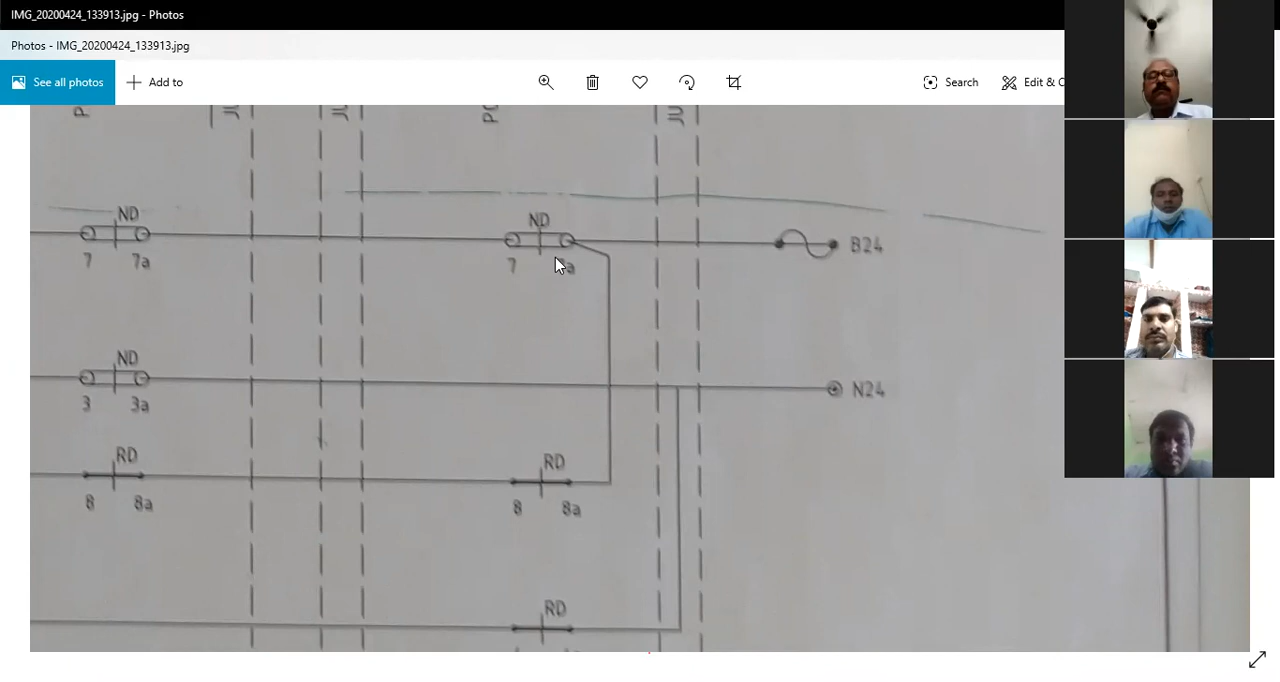 IMG_20200424_133913.jpg - Photos
Photos - IMG_20200424_133913.jpg
See all photos
Add to
Search
Edit & C
ND
7 7a
ND
7
B24
ND
3 3a
N24
RD
8 8a
RD
8 8a
RD